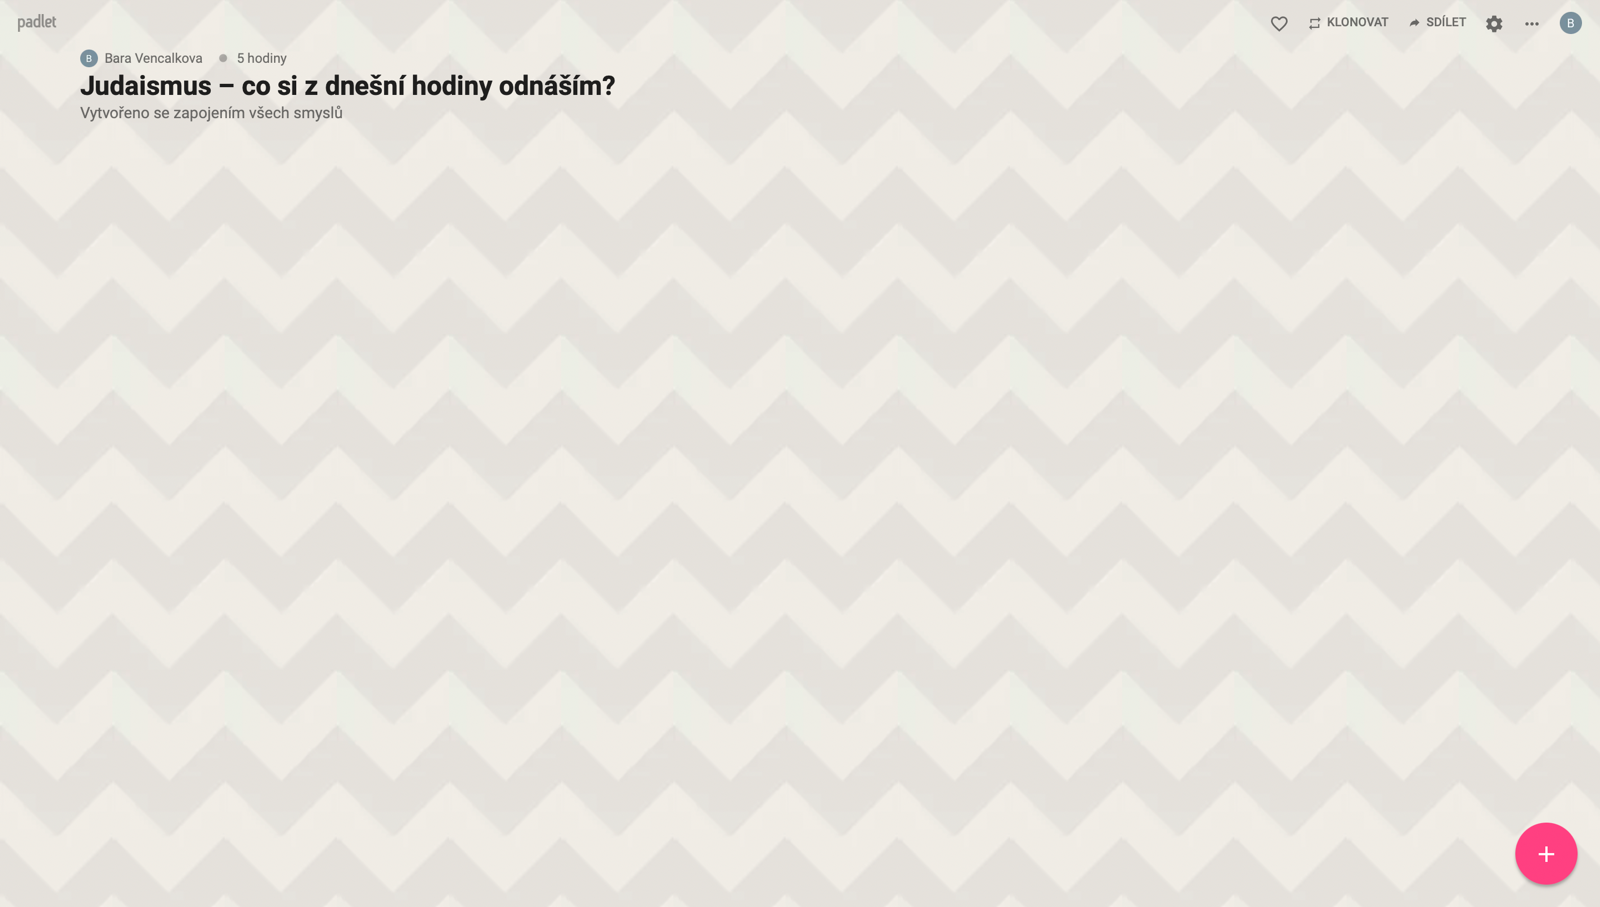 padlet
KLONOVAT
SDÍLET
B
B Bara Vencalkova 5 hodiny
Judaismus – co si z dnešní hodiny odnáším?
Vytvořeno se zapojením všech smyslů